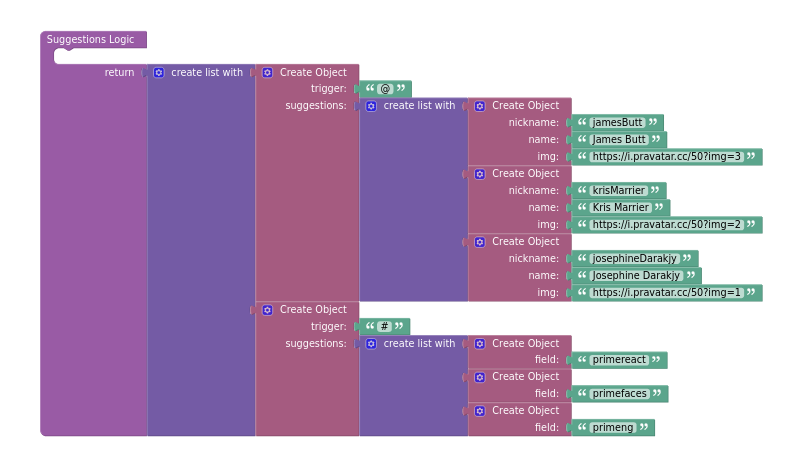 Suggestions Logic
return create list with Create Object
trigger: “ @ ”
suggestions: create list with Create Object
nickname: “ jamesButt ”
name: “ James Butt ”
img: “ https://i.pravatar.cc/50?img=3 ”
Create Object
nickname: “ krisMarrier ”
name: “ Kris Marrier ”
img: “ https://i.pravatar.cc/50?img=2 ”
Create Object
nickname: “ josephineDarakjy ”
name: “ Josephine Darakjy ”
img: “ https://i.pravatar.cc/50?img=1 ”
Create Object
trigger: “ # ”
suggestions: create list with Create Object
field: “ primereact ”
Create Object
field: “ primefaces ”
Create Object
field: “ primeng ”